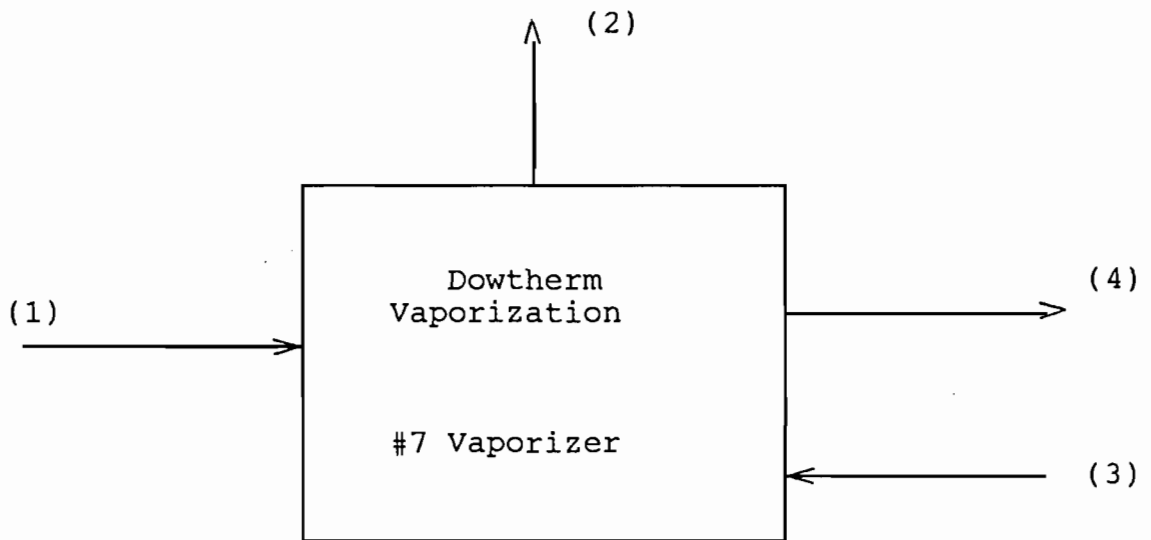 (2)
Dowtherm
Vaporization
(4)
(1)
#7 Vaporizer
(3)